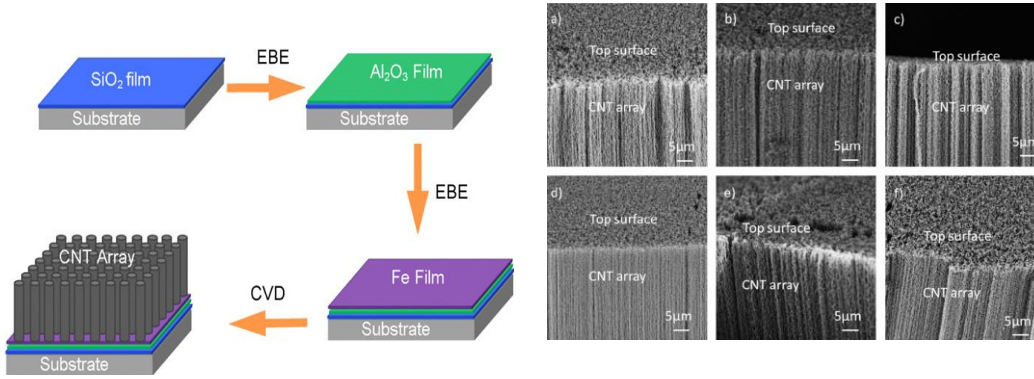 SiO₂ film
Substrate
EBE
Al₂O₃ Film
Substrate
EBE
Fe Film
Substrate
CVD
CNT Array
Substrate
a)
Top surface
CNT array
5μm
b)
Top surface
CNT array
5μm
c)
Top surface
CNT array
5μm
d)
Top surface
CNT array
5μm
e)
Top surface
CNT array
5μm
f)
Top surface
CNT array
5μm